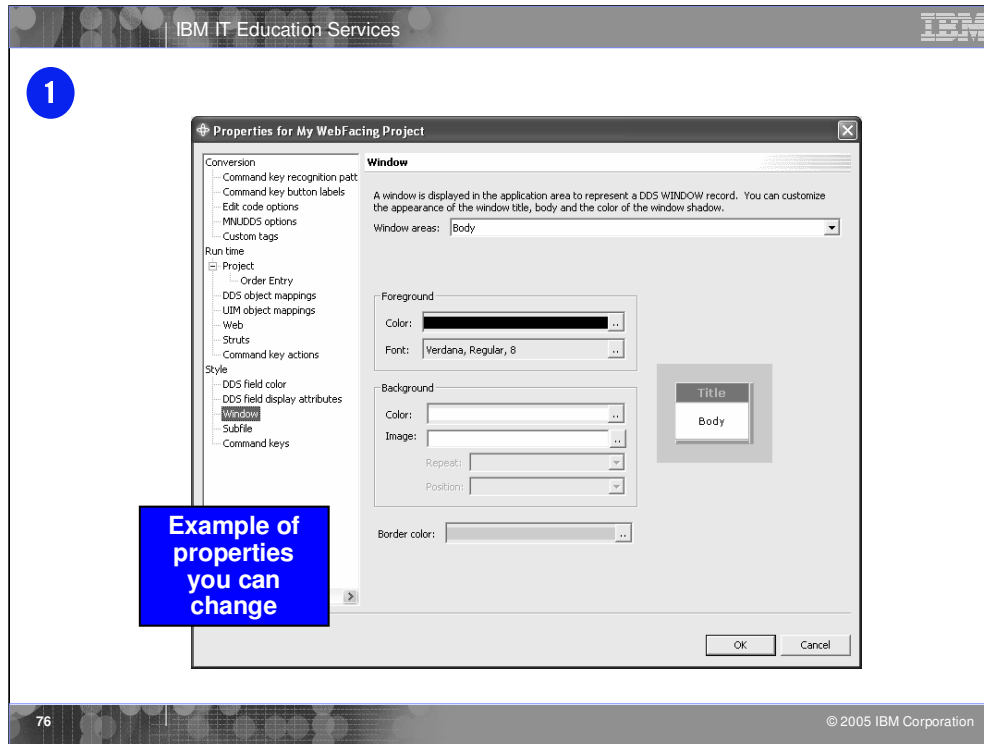 IBM IT Education Services
IBM
1
Properties for My WebFacing Project
Conversion
Command key recognition patt
Command key button labels
Edit code options
MNUDDS options
Custom tags
Run time
Project
Order Entry
DDS object mappings
UIM object mappings
Web
Struts
Command key actions
Style
DDS field color
DDS field display attributes
Window
Subfile
Command keys
Window
A window is displayed in the application area to represent a DDS WINDOW record. You can customize
the appearance of the window title, body and the color of the window shadow.
Window areas: Body
Foreground
Color: ..
Font: Verdana, Regular, 8 ..
Background
Color: ..
Image: ..
Repeat:
Position:
Border color: ..
Title
Body
Example of
properties
you can
change
OK Cancel
76
© 2005 IBM Corporation